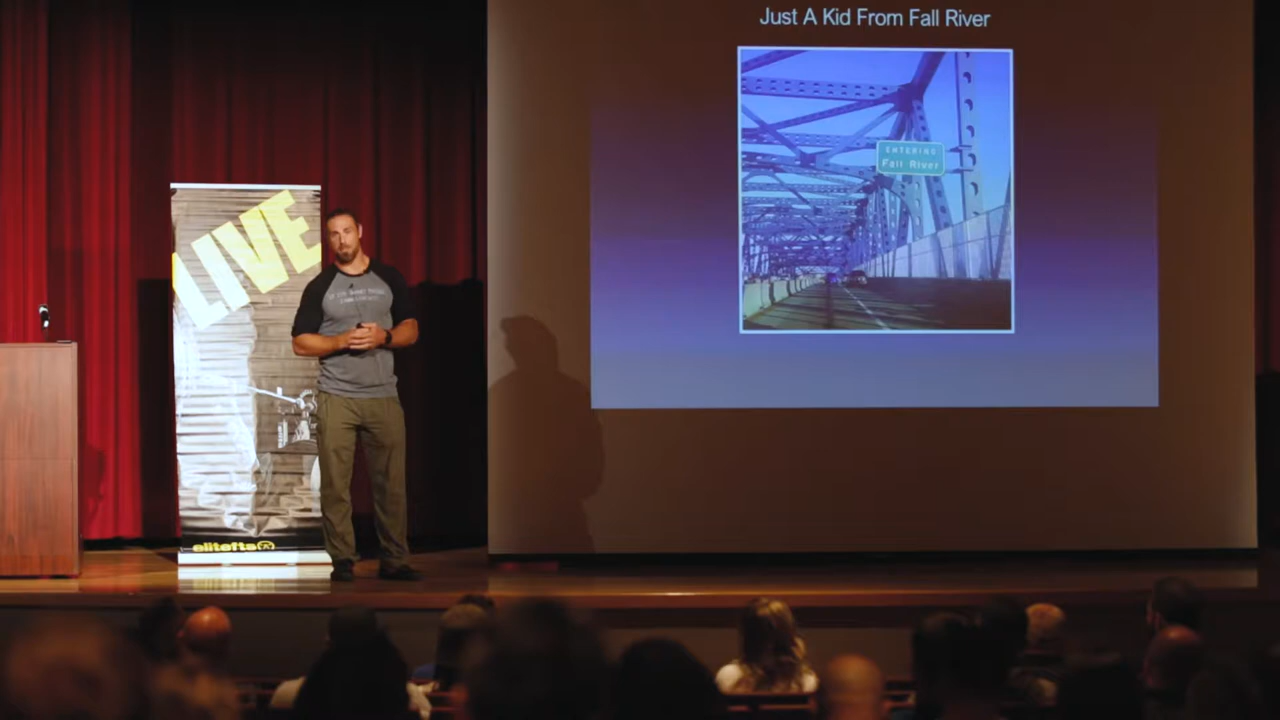 Just A Kid From Fall River
ENTERING
Fall River
LIVE
elitefts